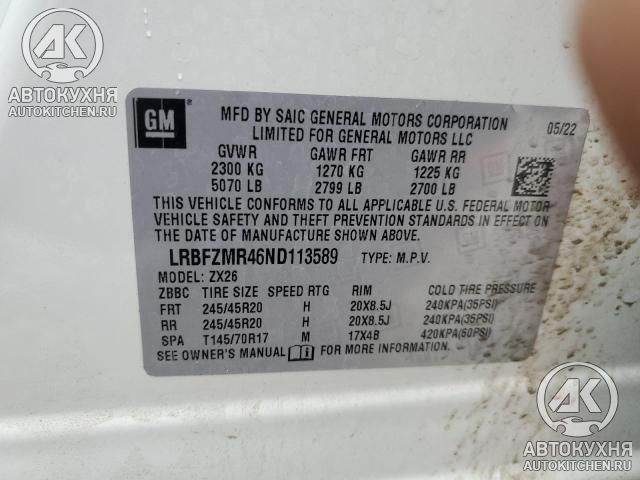 АК
АВТОКУХНЯ
AUTOKITCHEN.RU
GM
MFD BY SAIC GENERAL MOTORS CORPORATION
LIMITED FOR GENERAL MOTORS LLC
05/22
GVWR GAWR FRT GAWR RR
2300 KG 1270 KG 1225 KG
5070 LB 2799 LB 2700 LB
THIS VEHICLE CONFORMS TO ALL APPLICABLE U.S. FEDERAL MOTOR
VEHICLE SAFETY AND THEFT PREVENTION STANDARDS IN EFFECT ON
THE DATE OF MANUFACTURE SHOWN ABOVE.
LRBFZMR46ND113589 TYPE: M.P.V.
MODEL: ZX26
ZBBC TIRE SIZE SPEED RTG RIM COLD TIRE PRESSURE
FRT 245/45R20 H 20X8.5J 240KPA(35PSI)
RR 245/45R20 H 20X8.5J 240KPA(35PSI)
SPA T145/70R17 M 17X4B 420KPA(60PSI)
SEE OWNER'S MANUAL FOR MORE INFORMATION.
АК
АВТОКУХНЯ
AUTOKITCHEN.RU